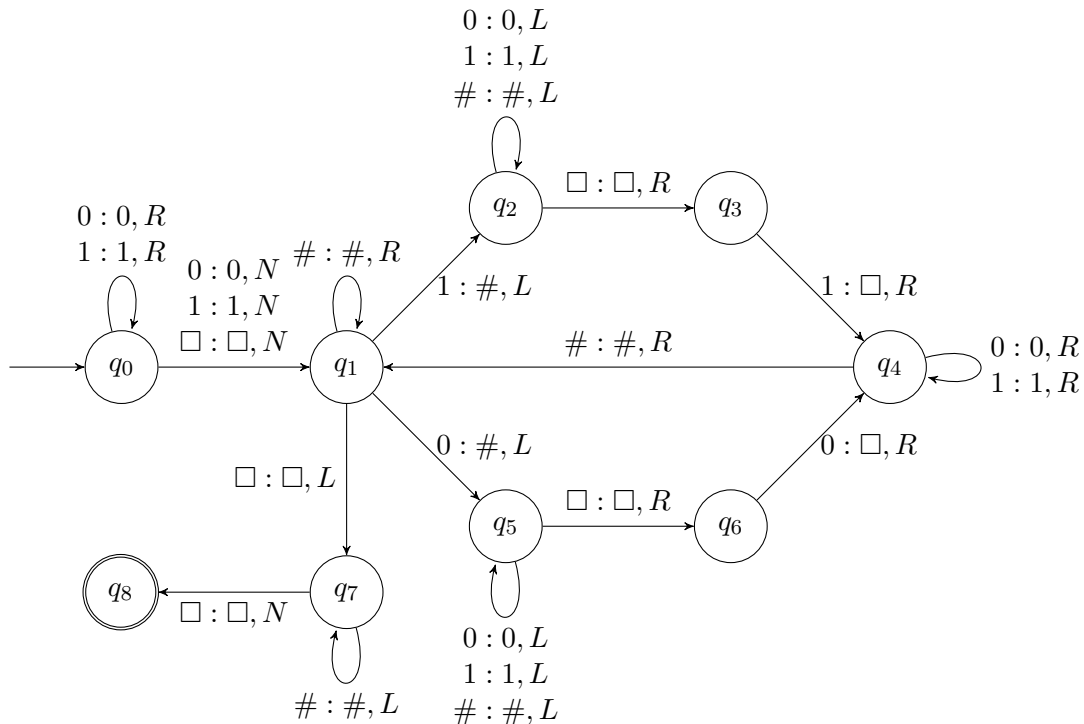 0 : 0, L
1 : 1, L
# : #, L
q2
□ : □, R
q3
0 : 0, R
1 : 1, R
0 : 0, N
1 : 1, N
□ : □, N
# : #, R
1 : #, L
1 : □, R
q0
q1
# : #, R
q4
0 : 0, R
1 : 1, R
0 : #, L
0 : □, R
□ : □, L
q5
□ : □, R
q6
q8
□ : □, N
q7
# : #, L
0 : 0, L
1 : 1, L
# : #, L